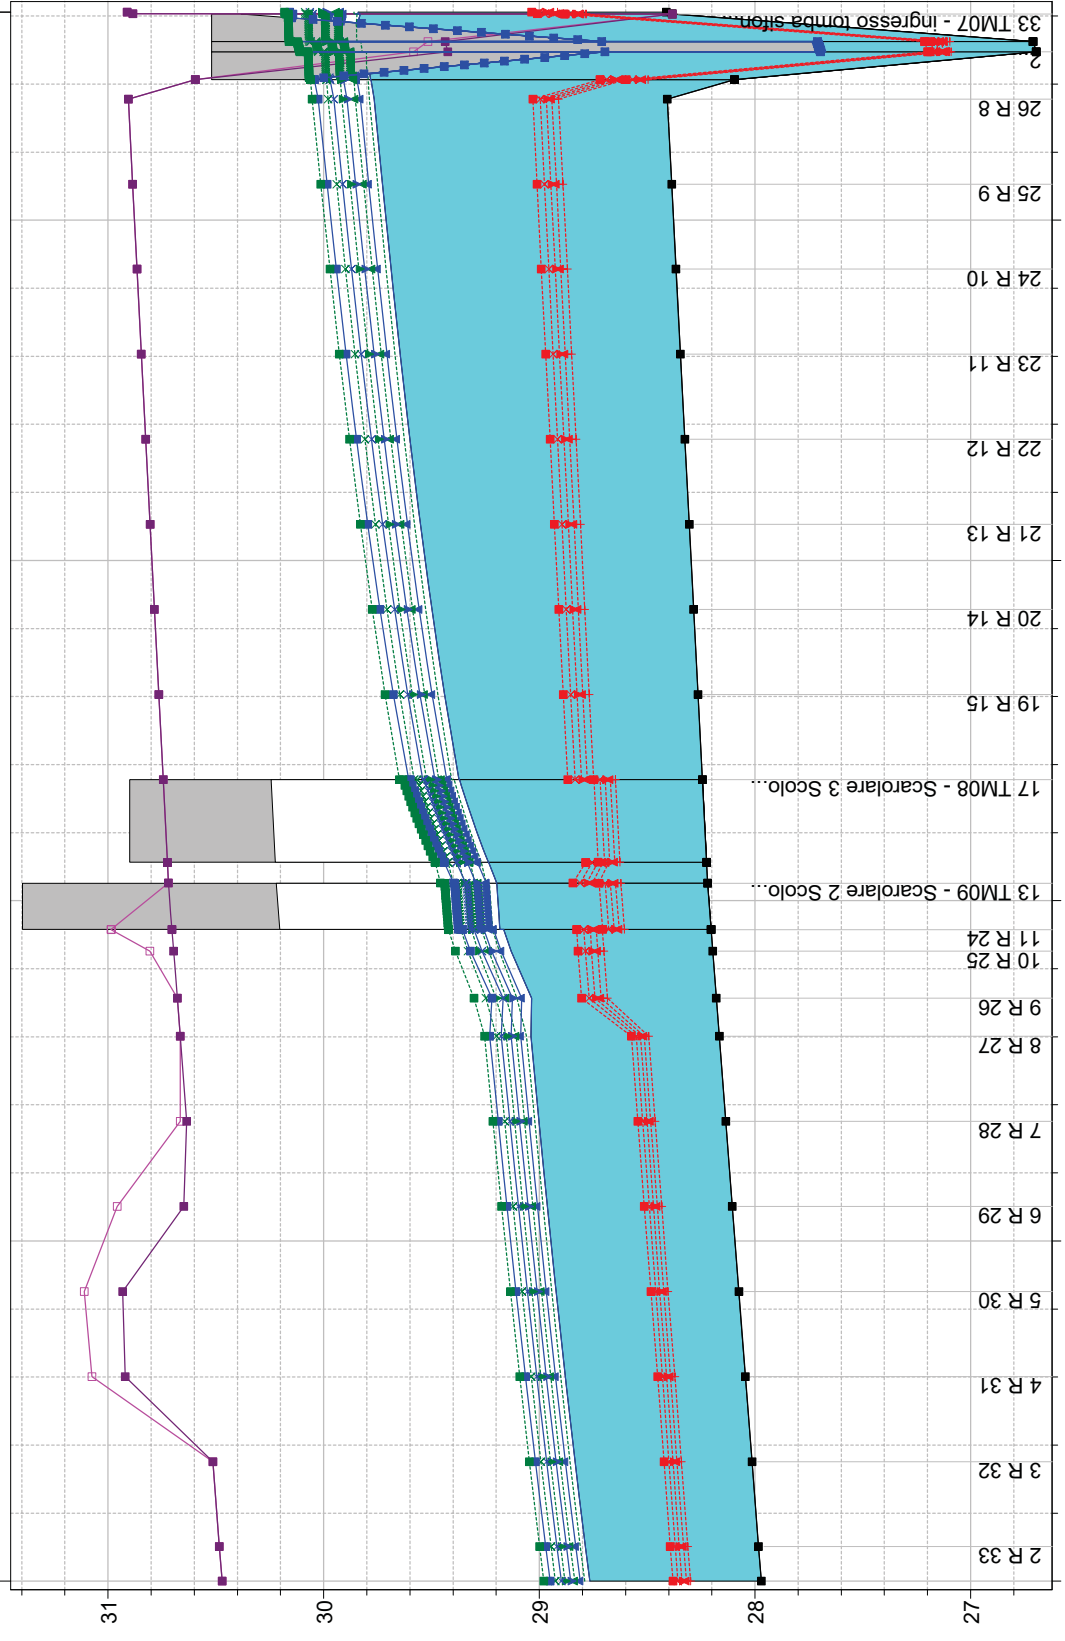 33 TM07 - ingresso tomba sifon...
2
26 R 8
25 R 9
24 R 10
23 R 11
22 R 12
21 R 13
20 R 14
19 R 15
17 TM08 - Scarolare 3 Scolo...
13 TM09 - Scarolare 2 Scolo...
11 R 24
10 R 25
9 R 26
8 R 27
7 R 28
6 R 29
5 R 30
4 R 31
3 R 32
2 R 33
31
30
29
28
27